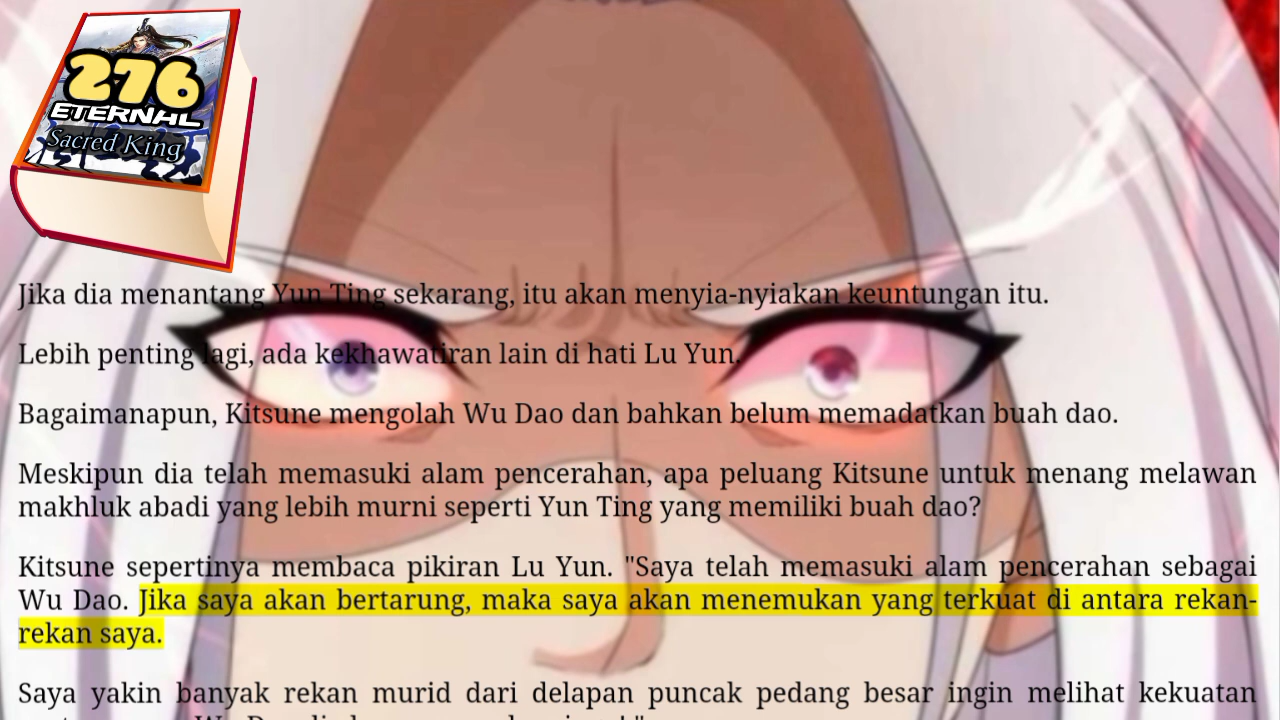 276
ETERNAL
Sacred King
Jika dia menantang Yun Ting sekarang, itu akan menyia-nyiakan keuntungan itu.
Lebih penting lagi, ada kekhawatiran lain di hati Lu Yun.
Bagaimanapun, Kitsune mengolah Wu Dao dan bahkan belum memadatkan buah dao.
Meskipun dia telah memasuki alam pencerahan, apa peluang Kitsune untuk menang melawan
makhluk abadi yang lebih murni seperti Yun Ting yang memiliki buah dao?
Kitsune sepertinya membaca pikiran Lu Yun. "Saya telah memasuki alam pencerahan sebagai
Wu Dao. Jika saya akan bertarung, maka saya akan menemukan yang terkuat di antara rekan-
rekan saya.
Saya yakin banyak rekan murid dari delapan puncak pedang besar ingin melihat kekuatan